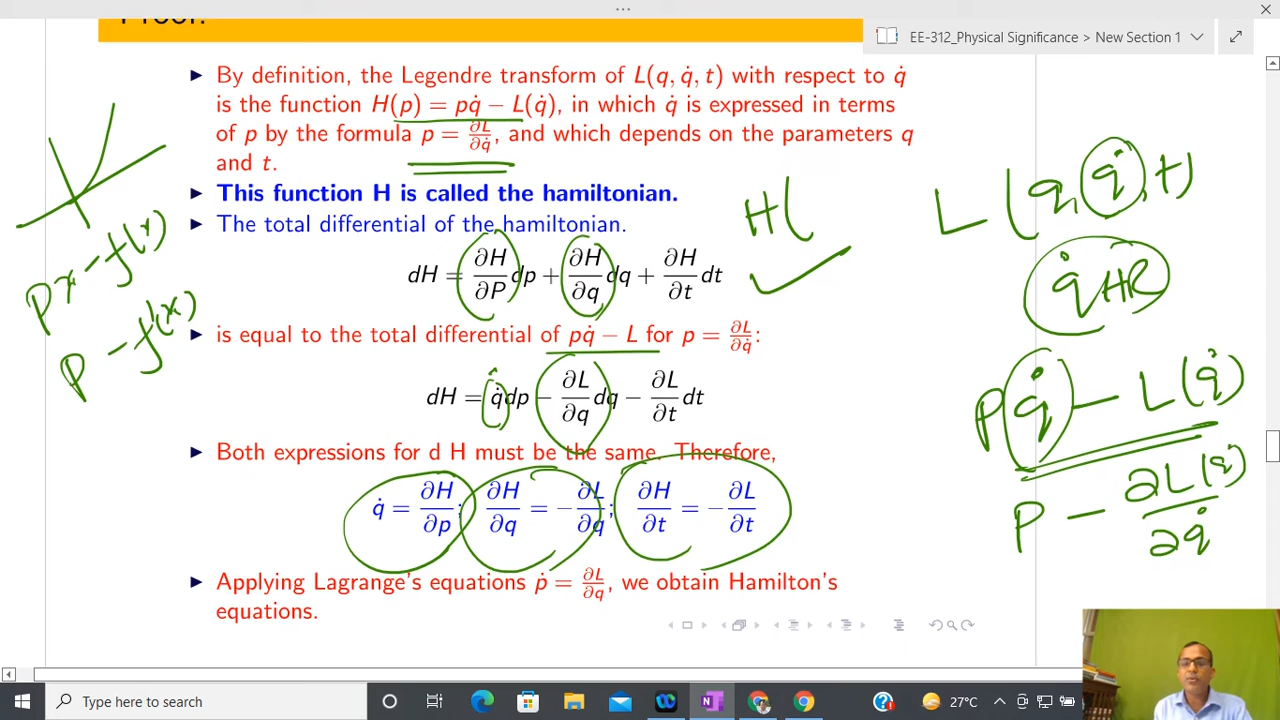 Proof.
EE-312_Physical Significance > New Section 1
► By definition, the Legendre transform of L(q, q̇, t) with respect to q̇
is the function H(p) = pq̇ − L(q̇), in which q̇ is expressed in terms
of p by the formula p = ∂L/∂q̇, and which depends on the parameters q
and t.
► This function H is called the hamiltonian.
► The total differential of the hamiltonian.
dH = ∂H/∂P dp + ∂H/∂q dq + ∂H/∂t dt
► is equal to the total differential of pq̇ − L for p = ∂L/∂q̇:
dH = q̇dp − ∂L/∂q dq − ∂L/∂t dt
► Both expressions for d H must be the same. Therefore,
q̇ = ∂H/∂p; ∂H/∂q = −∂L/∂q; ∂H/∂t = −∂L/∂t
► Applying Lagrange's equations ṗ = ∂L/∂q, we obtain Hamilton's
equations.
px − f(x)
p − f'(x)
H(
L(q, q̇, t)
q̇
pq̇ − L(q̇)
p − ∂L(q̇)/∂q̇
Type here to search
27°C